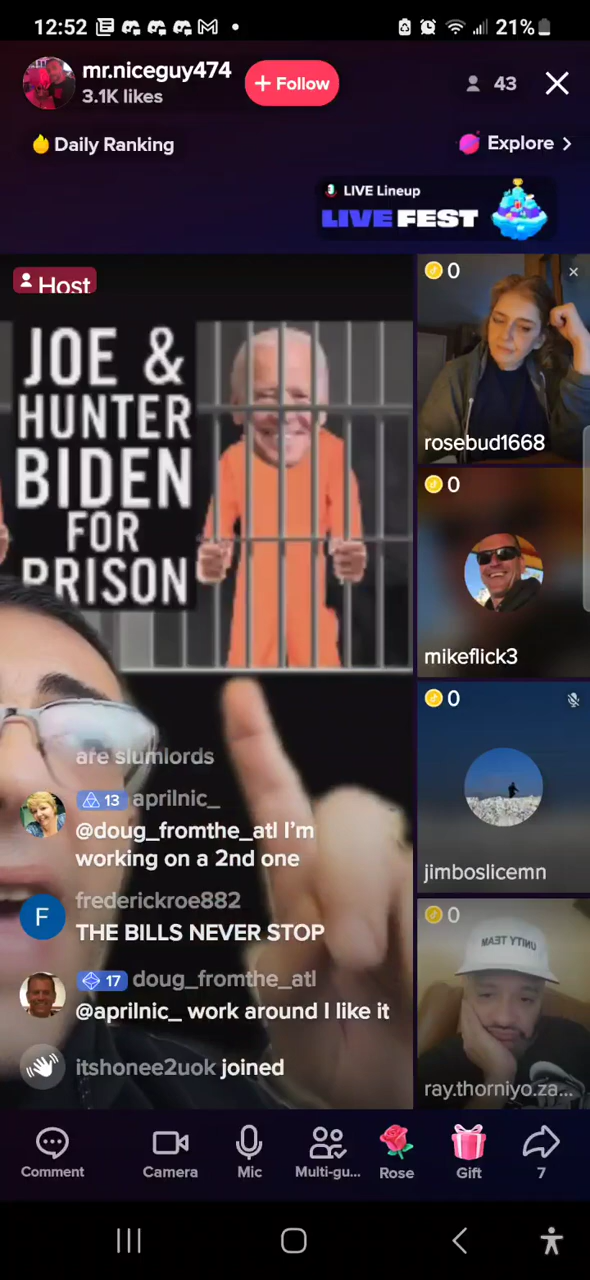 12:52
21%
mr.niceguy474
3.1K likes
+ Follow
43
Daily Ranking
Explore >
LIVE Lineup
LIVE FEST
Host
JOE &
HUNTER
BIDEN
FOR
PRISON
0
rosebud1668
0
mikeflick3
0
jimboslicemn
0
UNITY TEAM
ray.thorniyo.za...
are slumlords
13 aprilnic_
@doug_fromthe_atl I’m
working on a 2nd one
F
frederickroe882
THE BILLS NEVER STOP
17 doug_fromthe_atl
@aprilnic_ work around I like it
itshonee2uok joined
Comment
Camera
Mic
Multi-gu...
Rose
Gift
7